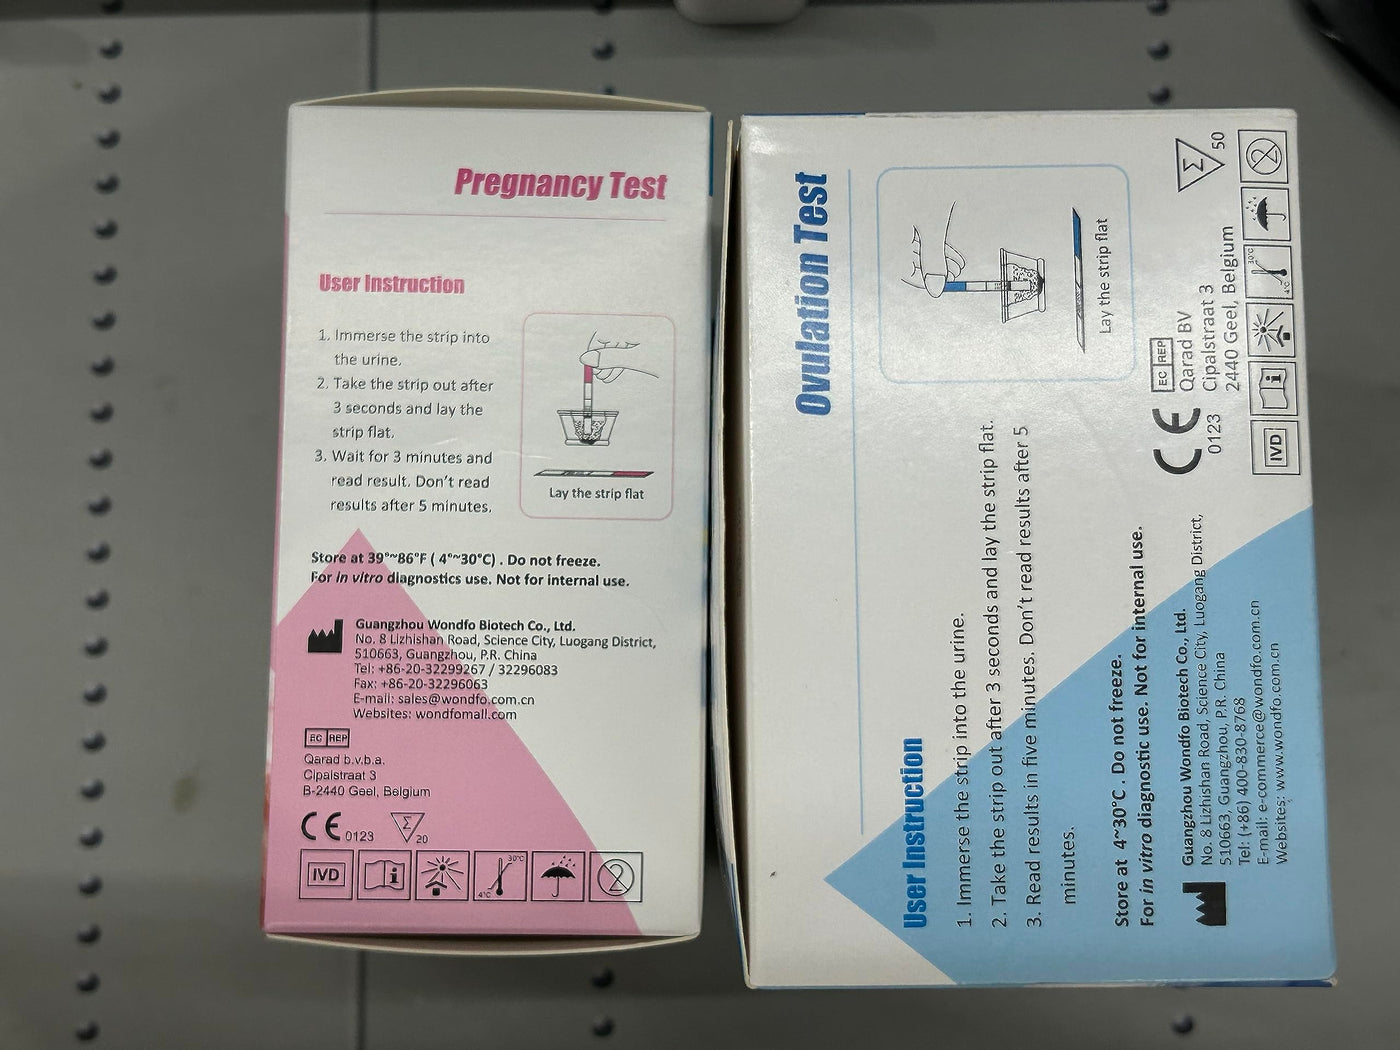 Pregnancy Test
User Instruction
1. Immerse the strip into
the urine.
2. Take the strip out after
3 seconds and lay the
strip flat.
3. Wait for 3 minutes and
read result. Don't read
results after 5 minutes.
Lay the strip flat
Store at 39°~86°F ( 4°~30°C) . Do not freeze.
For in vitro diagnostics use. Not for internal use.
Guangzhou Wondfo Biotech Co., Ltd.
No. 8 Lizhishan Road, Science City, Luogang District,
510663, Guangzhou, P.R. China
Tel: +86-20-32299267 / 32296083
Fax: +86-20-32296063
E-mail: sales@wondfo.com.cn
Websites: wondfomall.com
EC REP
Qarad b.v.b.a.
Cipalstraat 3
B-2440 Geel, Belgium
CE 0123
Σ 20
IVD
i
4°C 30°C
2
Ovulation Test
Lay the strip flat
User Instruction
1. Immerse the strip into the urine.
2. Take the strip out after 3 seconds and lay the strip flat.
3. Read results in five minutes. Don't read results after 5
minutes.
Store at 4~30°C . Do not freeze.
For in vitro diagnostic use. Not for internal use.
Guangzhou Wondfo Biotech Co., Ltd.
No. 8 Lizhishan Road, Science City, Luogang District,
510663, Guangzhou, P.R. China
Tel: (+86) 400-830-8768
E-mail: e-commerce@wondfo.com.cn
Websites: www.wondfo.com.cn
CE
0123
EC REP
Qarad BV
Cipalstraat 3
2440 Geel, Belgium
Σ 50
IVD
i
4°C 30°C
2